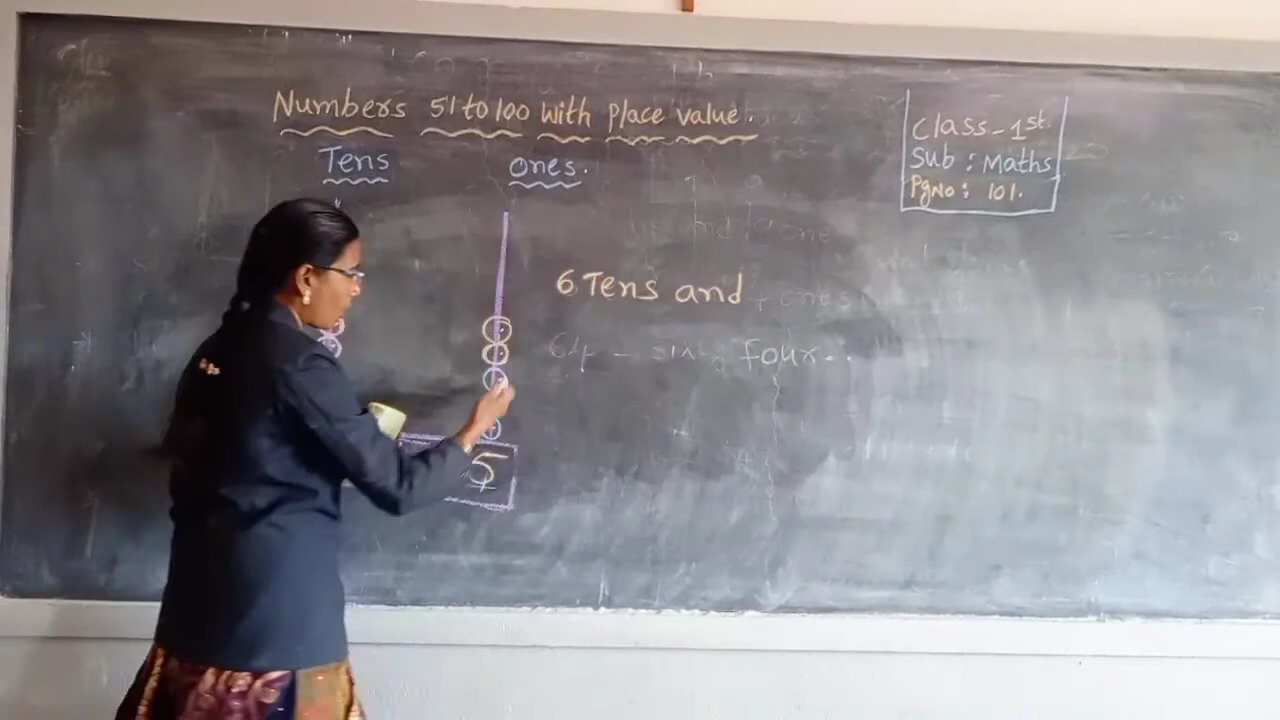 Numbers 51 to 100 with place value.
Class - 1st.
Sub : Maths
Pg No : 101.
Tens
ones.
6 Tens and
64 - six four..
5